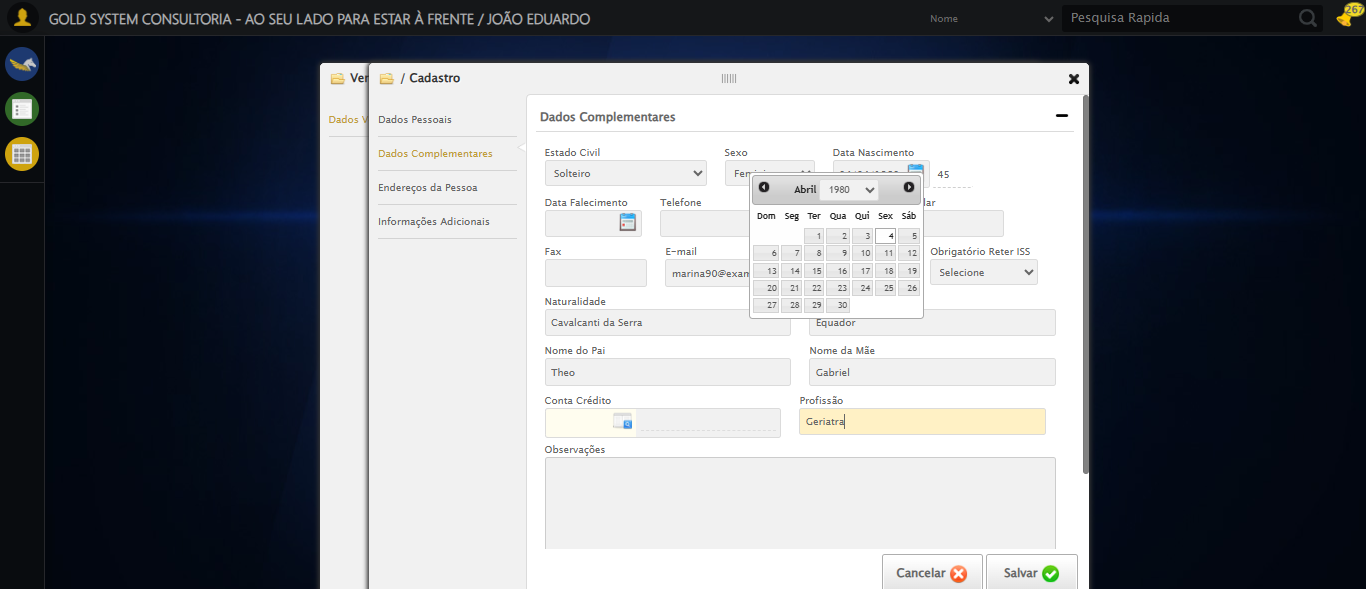 GOLD SYSTEM CONSULTORIA - AO SEU LADO PARA ESTAR À FRENTE / JOÃO EDUARDO
Nome
Pesquisa Rapida
267
Ver
/ Cadastro
Dados V
Dados Pessoais
Dados Complementares
Endereços da Pessoa
Informações Adicionais
Dados Complementares
Estado Civil Sexo Data Nascimento
Solteiro 45
Abril 1980
Dom Seg Ter Qua Qui Sex Sáb
1 2 3 4 5
6 7 8 9 10 11 12
13 14 15 16 17 18 19
20 21 22 23 24 25 26
27 28 29 30
Data Falecimento Telefone lar
Fax E-mail Obrigatório Reter ISS
marina90@exam Selecione
Naturalidade
Cavalcanti da Serra Equador
Nome do Pai Nome da Mãe
Theo Gabriel
Conta Crédito Profissão
Geriatra
Observações
Cancelar Salvar